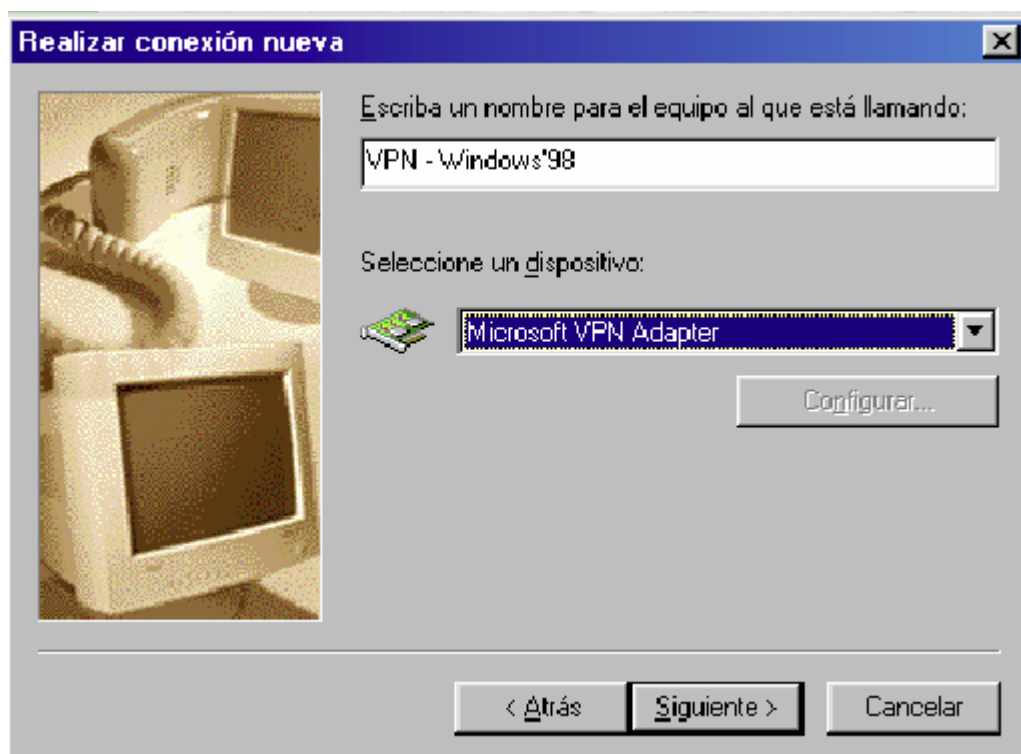 Realizar conexión nueva
Escriba un nombre para el equipo al que está llamando:
VPN - Windows'98
Seleccione un dispositivo:
Microsoft VPN Adapter
Configurar...
< Atrás
Siguiente >
Cancelar